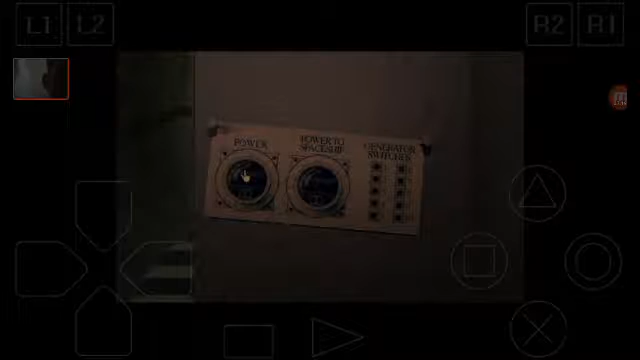 L1 L2
R2 R1
POWER
POWER TO
SPACESHIP
GENERATOR
SWITCHES